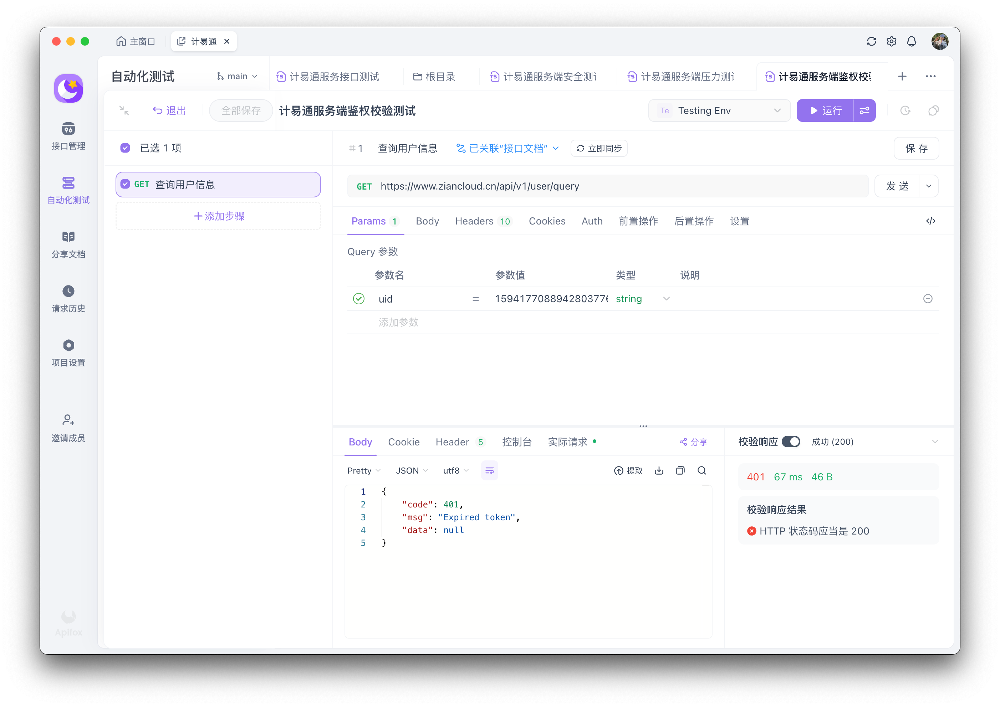 主窗口
计易通
自动化测试
main
计易通服务接口测试
根目录
计易通服务端安全测
计易通服务端压力测
计易通服务端鉴权校
退出
全部保存
计易通服务端鉴权校验测试
Te Testing Env
运行
接口管理
自动化测试
分享文档
请求历史
项目设置
邀请成员
Apifox
已选 1 项
GET 查询用户信息
添加步骤
#1 查询用户信息 已关联“接口文档” 立即同步
保 存
GET https://www.ziancloud.cn/api/v1/user/query
发 送
Params 1 Body Headers 10 Cookies Auth 前置操作 后置操作 设置
Query 参数
参数名 参数值 类型 说明
uid = 159417708894280377 string
添加参数
Body Cookie Header 5 控制台 实际请求 分享
Pretty JSON utf8 提取
1 {
2 "code": 401,
3 "msg": "Expired token",
4 "data": null
5 }
校验响应 成功 (200)
401 67 ms 46 B
校验响应结果
HTTP 状态码应当是 200